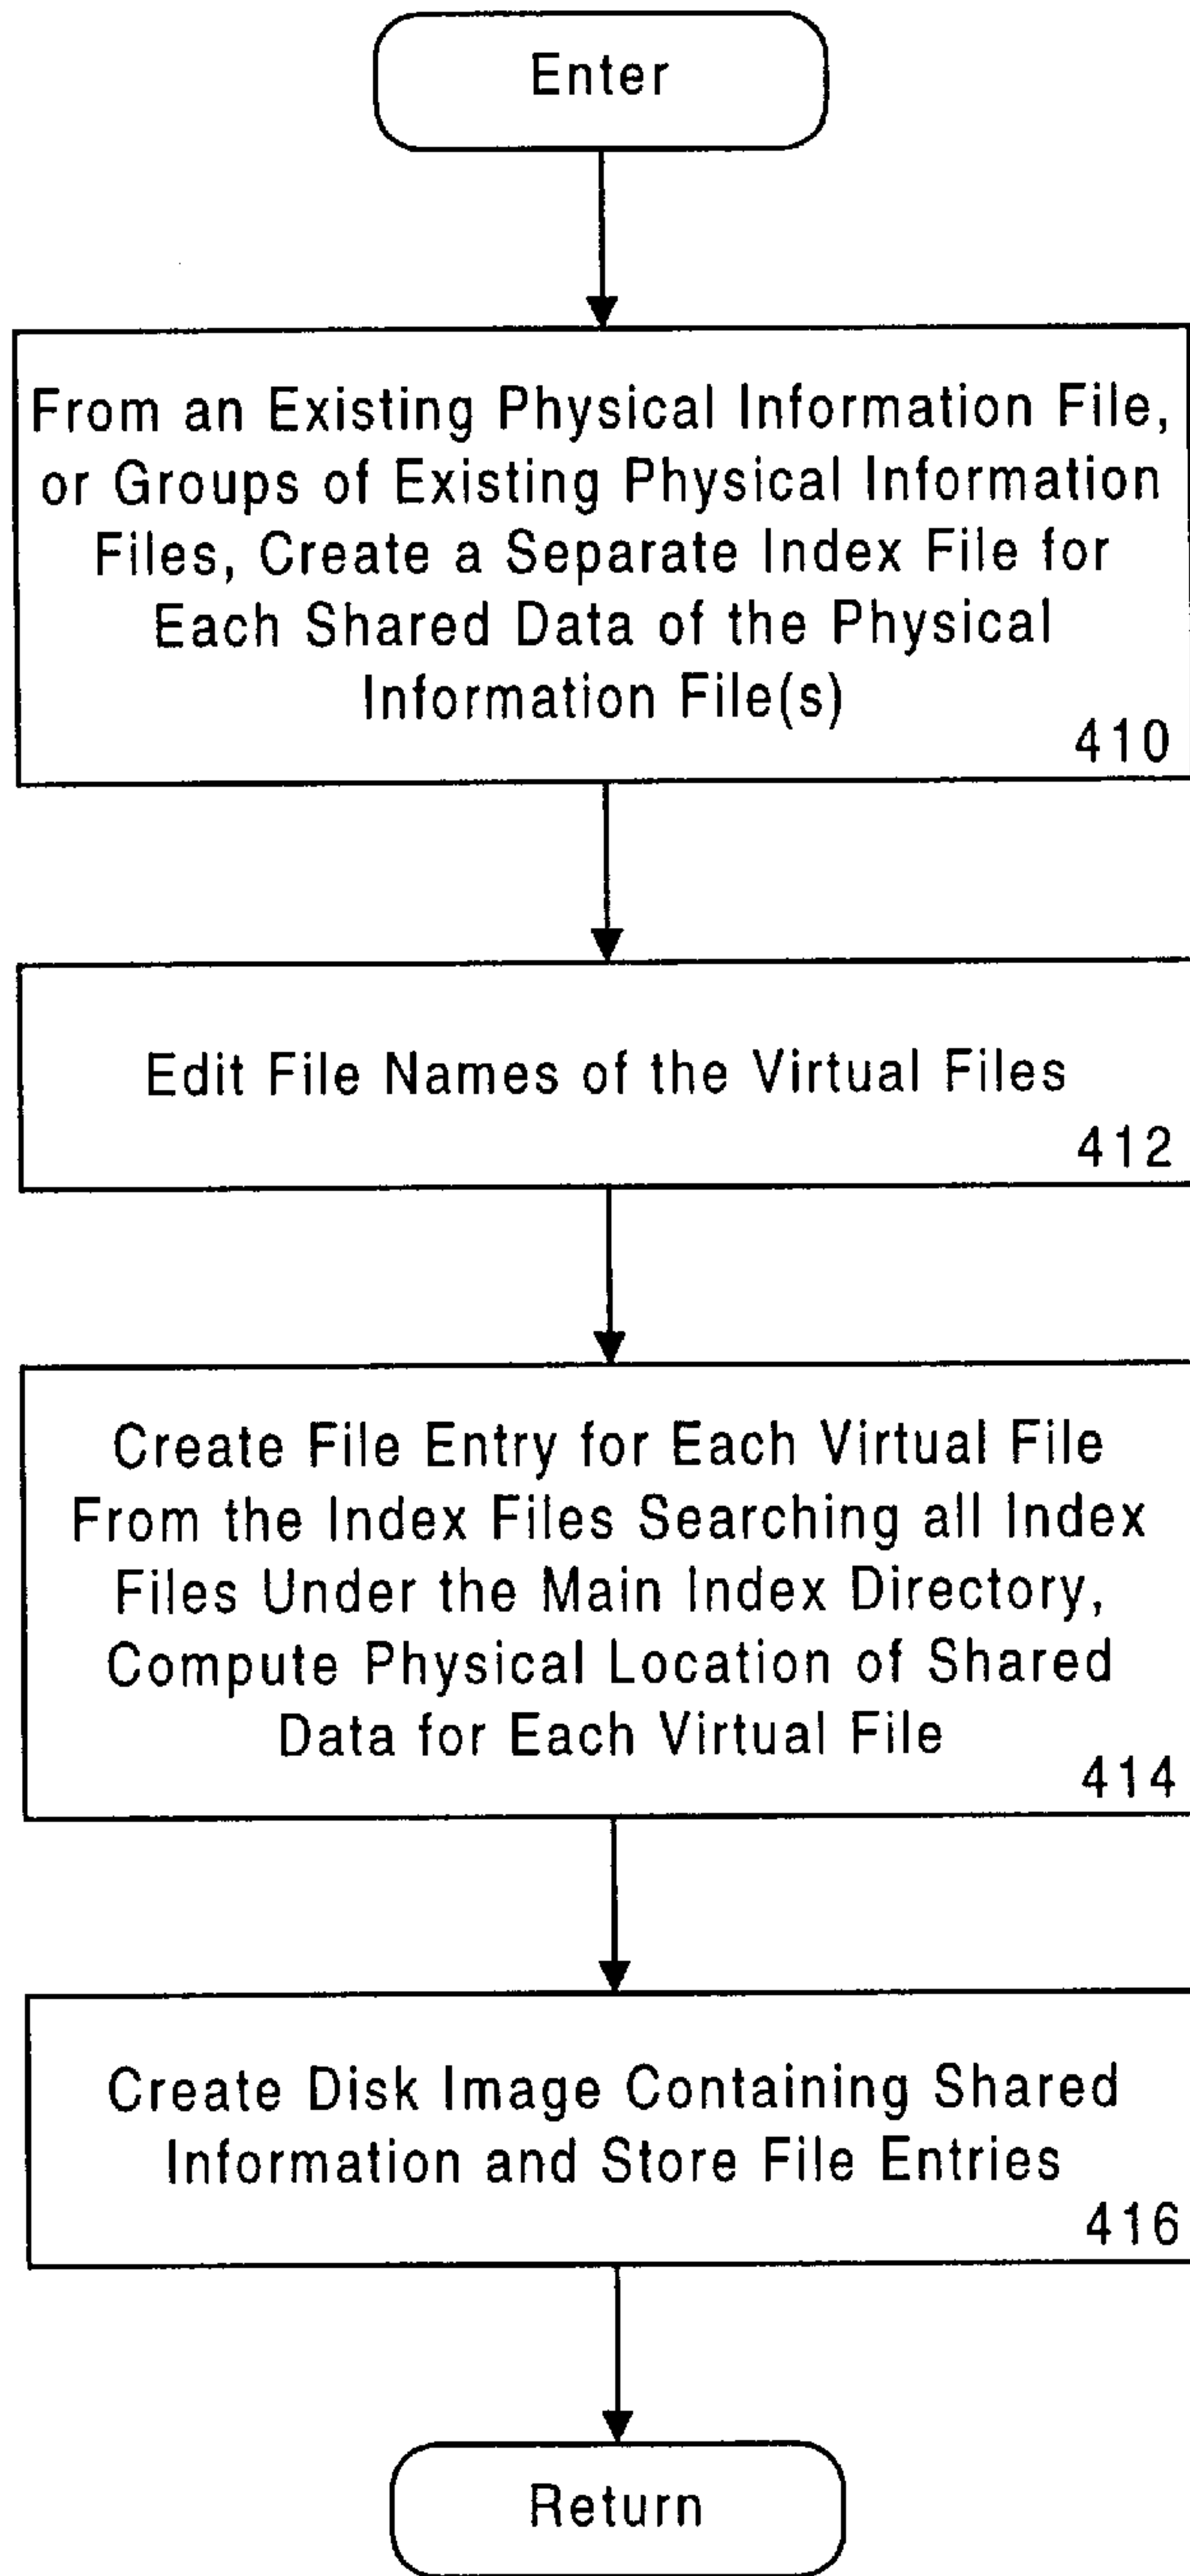 Enter
From an Existing Physical Information File,
or Groups of Existing Physical Information
Files, Create a Separate Index File for
Each Shared Data of the Physical
Information File(s)
410
Edit File Names of the Virtual Files
412
Create File Entry for Each Virtual File
From the Index Files Searching all Index
Files Under the Main Index Directory,
Compute Physical Location of Shared
Data for Each Virtual File
414
Create Disk Image Containing Shared
Information and Store File Entries
416
Return